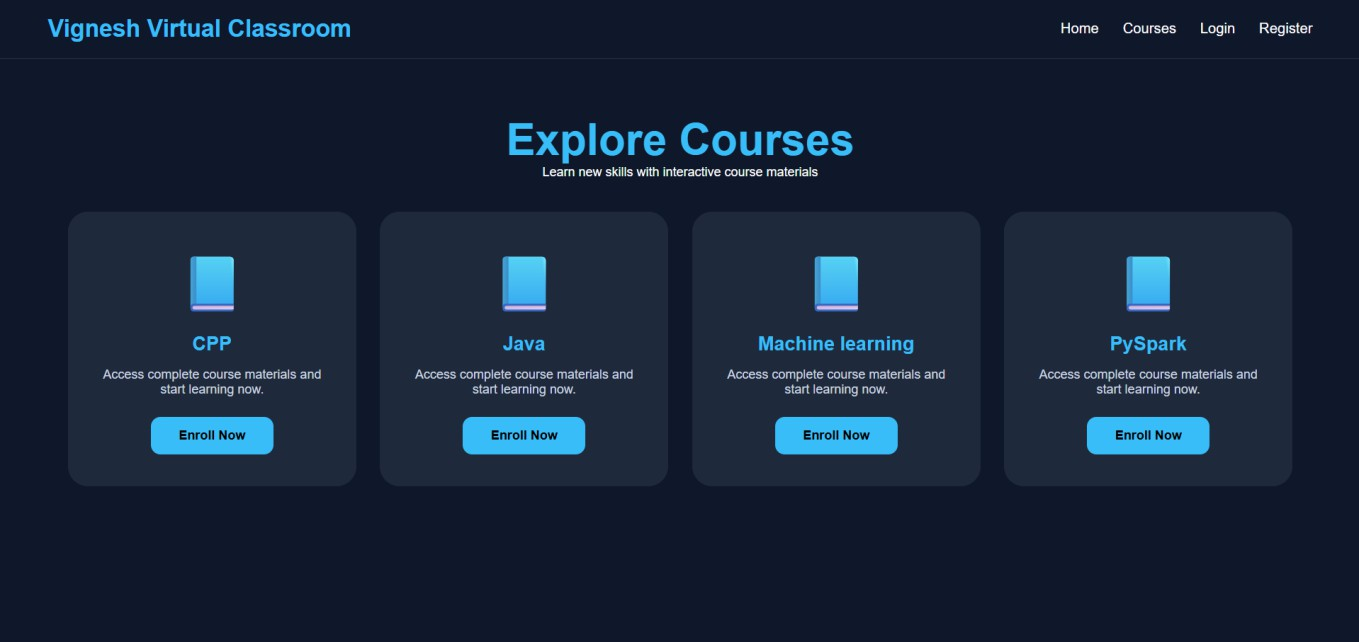 Vignesh Virtual Classroom
Home Courses Login Register
Explore Courses
Learn new skills with interactive course materials
CPP
Access complete course materials and
start learning now.
Enroll Now
Java
Access complete course materials and
start learning now.
Enroll Now
Machine learning
Access complete course materials and
start learning now.
Enroll Now
PySpark
Access complete course materials and
start learning now.
Enroll Now